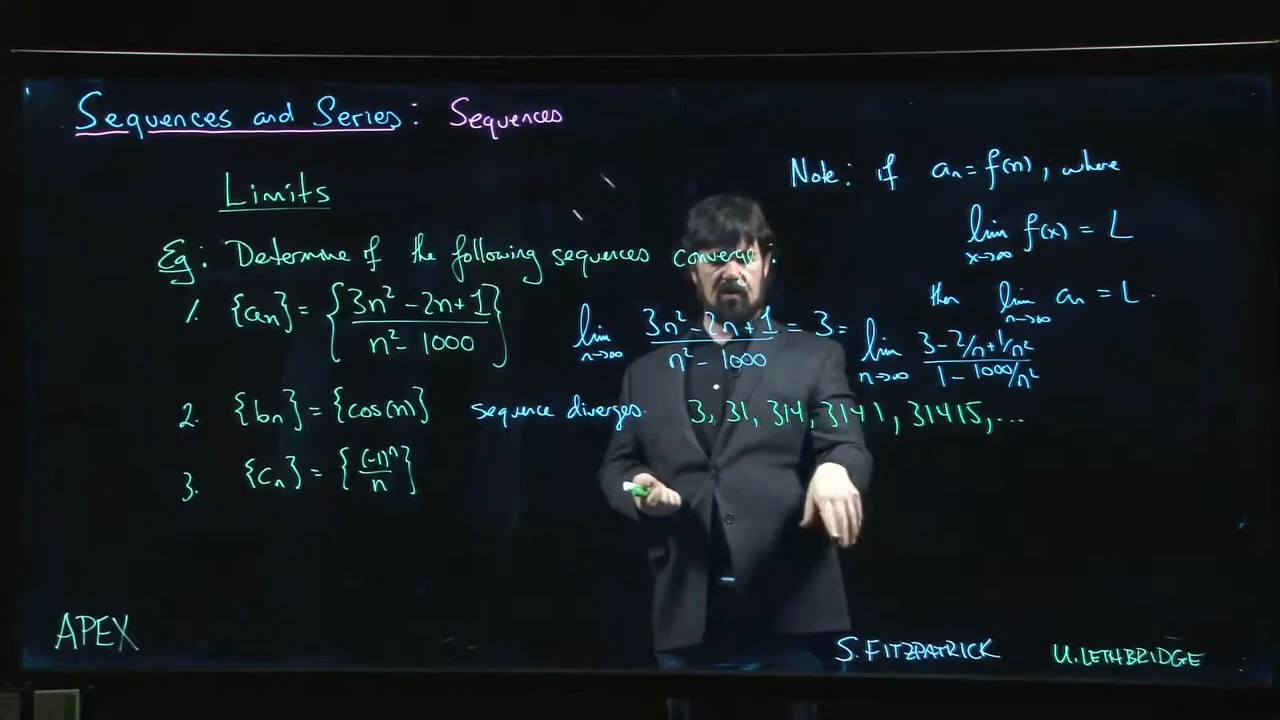 Sequences and Series: Sequences
Note: if aₙ = f(n), where
lim x→∞ f(x) = L
then lim n→∞ aₙ = L.
Limits
Eg: Determine if the following sequences converge:
1. {aₙ} = {(3n² - 2n + 1)/(n² - 1000)} lim n→∞ (3n² - 2n + 1)/(n² - 1000) = 3 = lim n→∞ (3 - 2/n + 1/n²)/(1 - 1000/n²)
2. {bₙ} = {cos(n)} sequence diverges. 3, 31, 314, 3141, 31415, ...
3. {cₙ} = {(-1)ⁿ/n}
APEX
S. FITZPATRICK
U. LETHBRIDGE